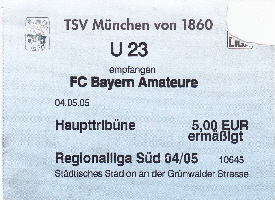 TSV München von 1860
U 23
empfangen
FC Bayern Amateure
04.05.05
Haupttribüne 5,00 EUR
ermäßigt
Regionalliga Süd 04/05 10645
Städtisches Stadion an der Grünwalder Strasse